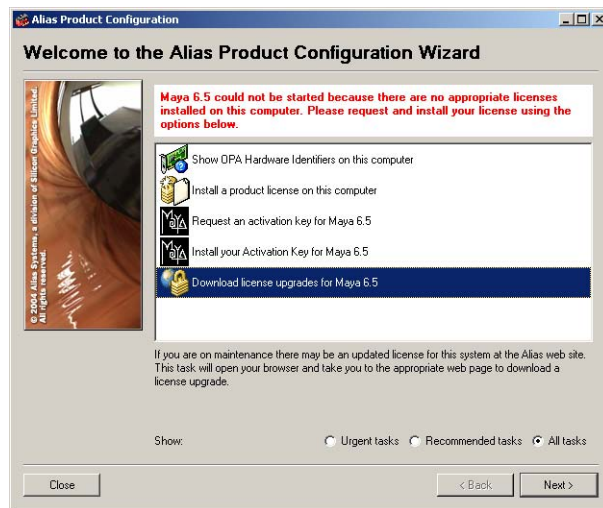 Alias Product Configuration
Welcome to the Alias Product Configuration Wizard
© 2004 Alias Systems, a division of Silicon Graphics Limited.
All rights reserved.
Maya 6.5 could not be started because there are no appropriate licenses
installed on this computer. Please request and install your license using the
options below.
Show OPA Hardware Identifiers on this computer
Install a product license on this computer
MAYA Request an activation key for Maya 6.5
MAYA Install your Activation Key for Maya 6.5
Download license upgrades for Maya 6.5
If you are on maintenance there may be an updated license for this system at the Alias web site.
This task will open your browser and take you to the appropriate web page to download a
license upgrade.
Show: Urgent tasks Recommended tasks All tasks
Close < Back Next >